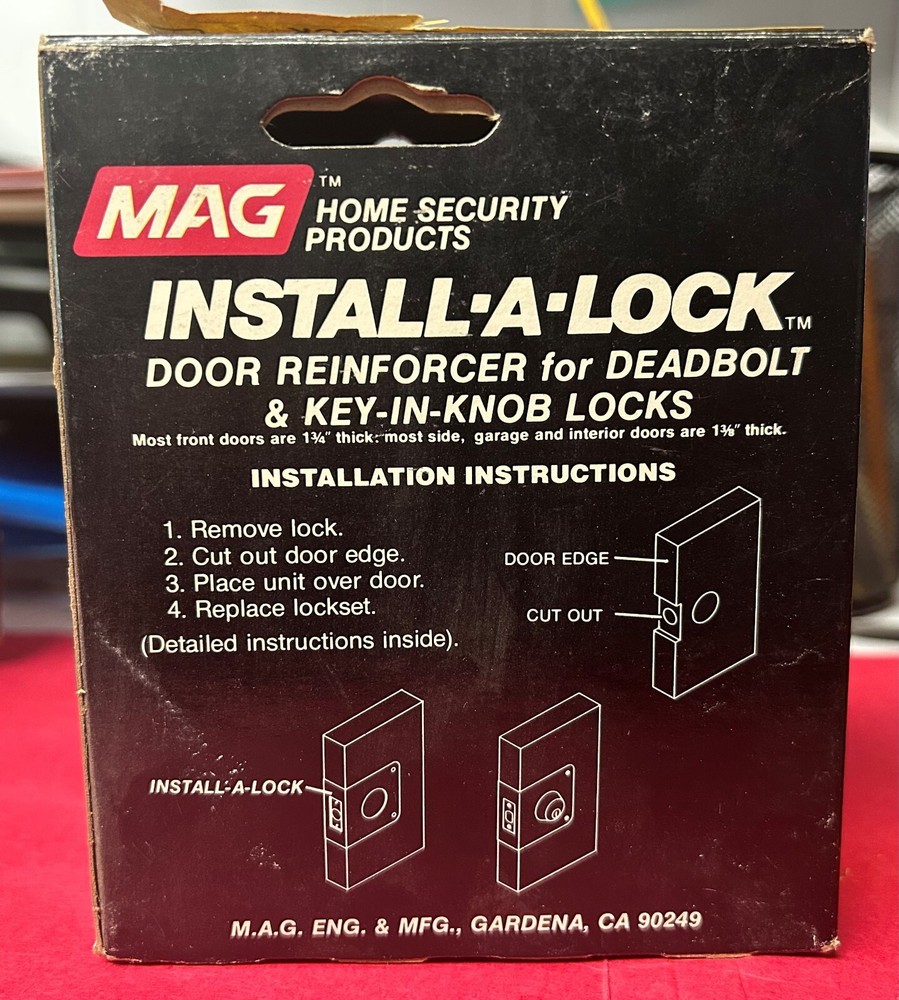 MAG™ HOME SECURITY
PRODUCTS
INSTALL·A·LOCK™
DOOR REINFORCER for DEADBOLT
& KEY-IN-KNOB LOCKS
Most front doors are 1¾″ thick: most side, garage and interior doors are 1⅜″ thick.
INSTALLATION INSTRUCTIONS
1. Remove lock.
2. Cut out door edge.
3. Place unit over door.
4. Replace lockset.
(Detailed instructions inside).
DOOR EDGE
CUT OUT
INSTALL-A-LOCK
M.A.G. ENG. & MFG., GARDENA, CA 90249